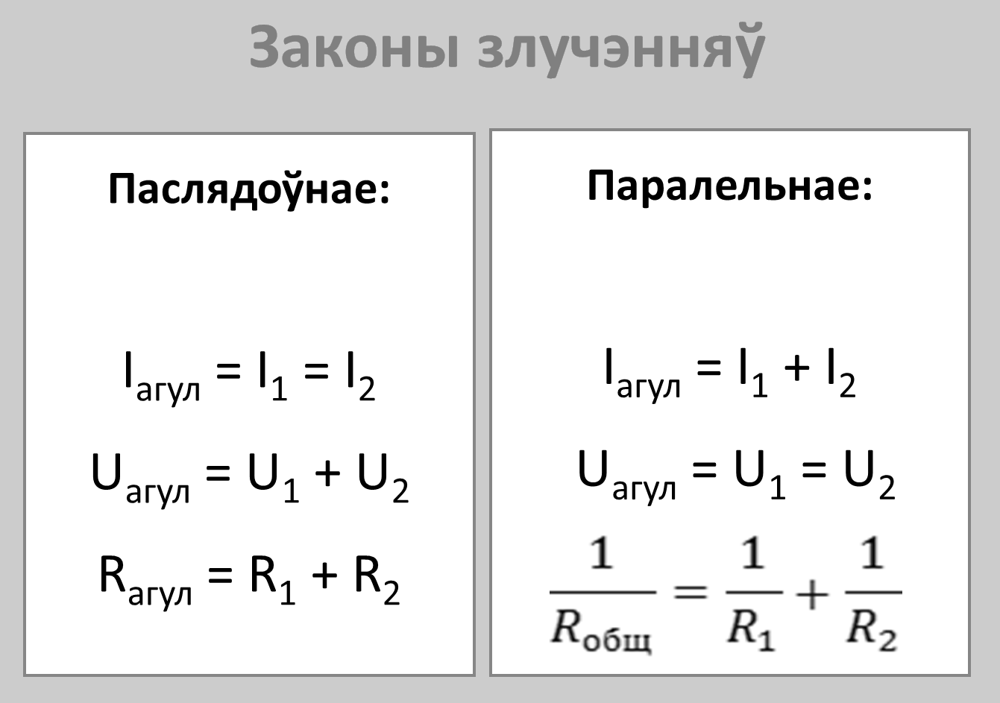 Законы злучэнняў
Паслядоўнае:
Iагул = I1 = I2
Uагул = U1 + U2
Rагул = R1 + R2
Паралельнае:
Iагул = I1 + I2
Uагул = U1 = U2
1/Rобщ = 1/R1 + 1/R2